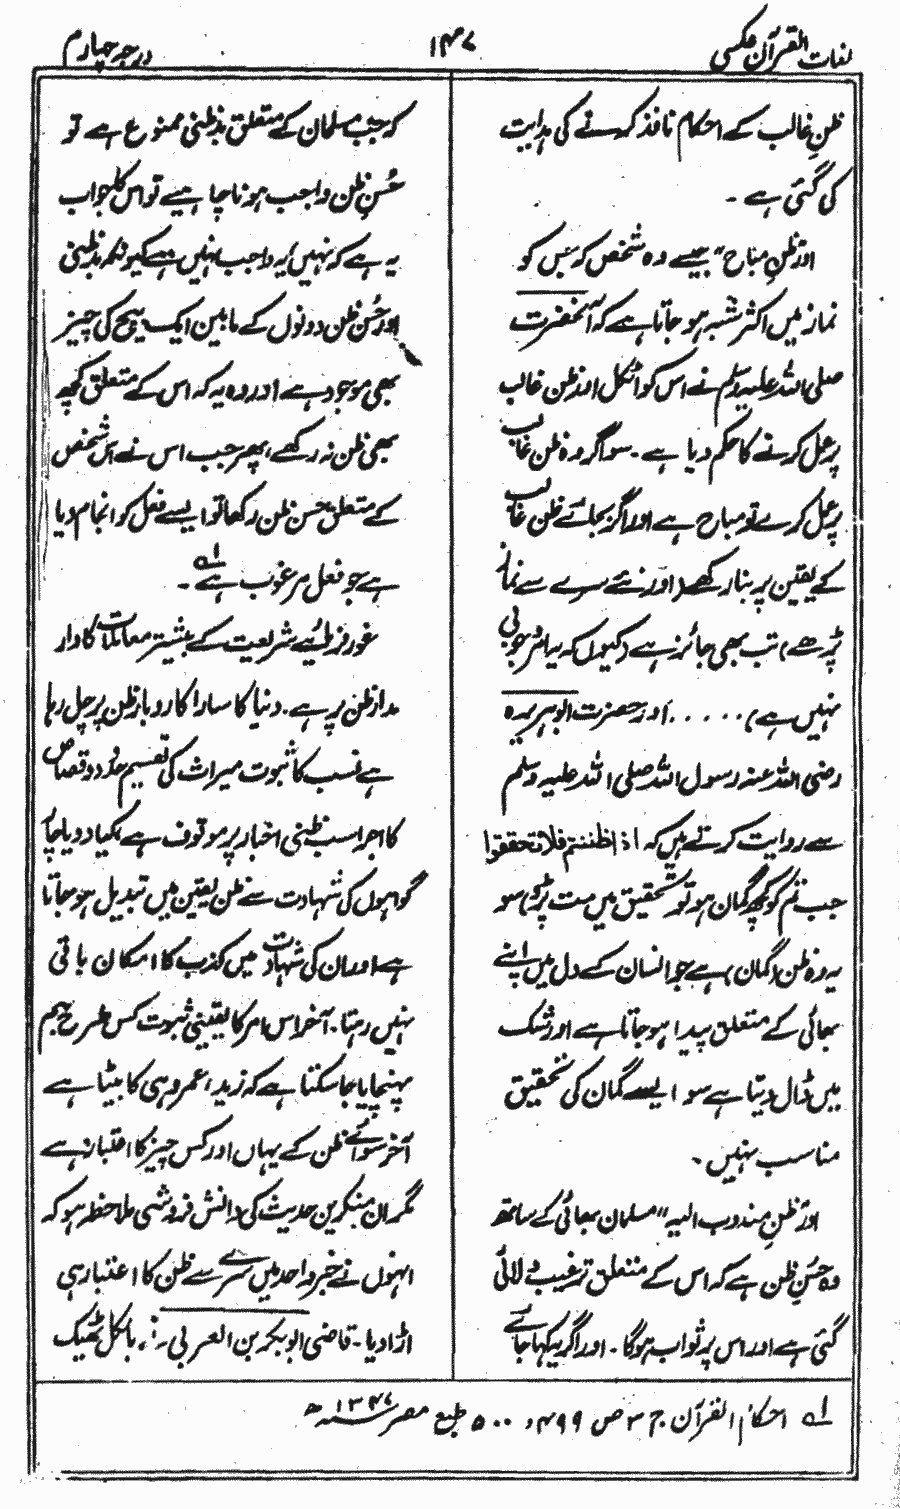 لغات القرآن عکسی ۱۴۷ درجہ چہارم
ظنِ غالب کے احکام نافذ کرنے کی ہدایت
کی گئی ہے ۔
اور ظنِ مباح" جیسے وہ شخص کہ جس کو
نماز میں اکثر شبہ ہو جاتا ہے کہ آنحضرت
صلی اللہ علیہ وسلم نے اس کو اٹکل اور ظن غالب
پر عمل کرنے کا حکم دیا ہے ۔ سو اگر وہ ظن غالب
پر عمل کرے تو مباح ہے اور اگر بجائے ظن غالب
کے یقین پر بنا رکھے (اور نئے سرے سے نماز
پڑھے) تب بھی جائز ہے (کیوں کہ یہ امر وجوبی
نہیں ہے) ..... اور حضرت ابوہریرہ
رضی اللہ عنہ رسول اللہ صلی اللہ علیہ وسلم
سے روایت کرتے ہیں کہ اذا ظننتم فلا تحققوا
جب تم کو کچھ گمان ہو تو تحقیق میں مت پڑو) سو
یہ وہ ظن (گمان) ہے جو انسان کے دل میں اپنے
بھائی کے متعلق پیدا ہو جاتا ہے اور شک
میں ڈال دیتا ہے سو ایسے گمان کی تحقیق
مناسب نہیں ۔
اور ظنِ مندوب الیہ" مسلمان بھائی کے ساتھ
وہ حسنِ ظن ہے کہ اس کے متعلق ترغیب دلائی
گئی ہے اور اس پر ثواب ہوگا ۔ اور اگر یہ کہا جائے
کہ جب مسلمان کے متعلق بدظنی ممنوع ہے تو
حُسنِ ظن واجب ہونا چاہیے تو اس کا جواب
یہ ہے کہ نہیں یہ واجب نہیں ہے کیونکہ بدظنی
اور حُسن ظن دونوں کے مابین ایک بیچ کی چیز
بھی موجود ہے اور وہ یہ کہ اس کے متعلق کچھ
بھی ظن نہ رکھے، پھر جب اس نے اس شخص
کے متعلق حسن ظن رکھا تو ایسے فعل کو انجام دیا
ہے جو فعل مرغوب ہے ۔ لہ
غور فرمائیے شریعت کے بیشتر معاملات کا دار
مدار ظن پر ہے ۔ دنیا کا سارا کاروبار ظن پر چل رہا
ہے نسب کا ثبوت میراث کی تقسیم حدود و قصاص
کا اجرا سب ظنی اخبار پر موقوف ہے کیا دو یا چار
گواہوں کی شہادت سے ظن یقین میں تبدیل ہو جاتا
ہے اور ان کی شہادت میں کذب کا امکان باقی
نہیں رہتا ۔ آخر اس امر کا یقینی ثبوت کس طرح بہم
پہنچایا جا سکتا ہے کہ زید، عمرو ہی کا بیٹا ہے
آخر سوائے ظن کے یہاں اور کس چیز کا اعتبار ہے
مگر ان منکرین حدیث کی دانش فروشی ملاحظہ ہو کہ
انہوں نے خبر واحد میں سرے سے ظن کا اعتبار ہی
اڑا دیا ۔ قاضی ابوبکر بن العربی نے بالکل ٹھیک
لہ احکام القرآن ج ۳ ص ۴۹۹، ۵۰۰ طبع مصر سنہ ۱۳۴۷ھ